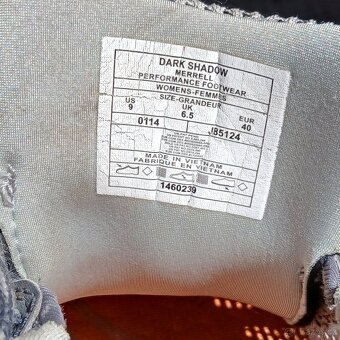 DARK SHADOW
MERRELL
PERFORMANCE FOOTWEAR
WOMENS-FEMMES
SIZE-GRANDEUR
US UK EUR
9 6.5 40
0114 J85124
MADE IN VIETNAM
FABRIQUE EN VIETNAM
1460239